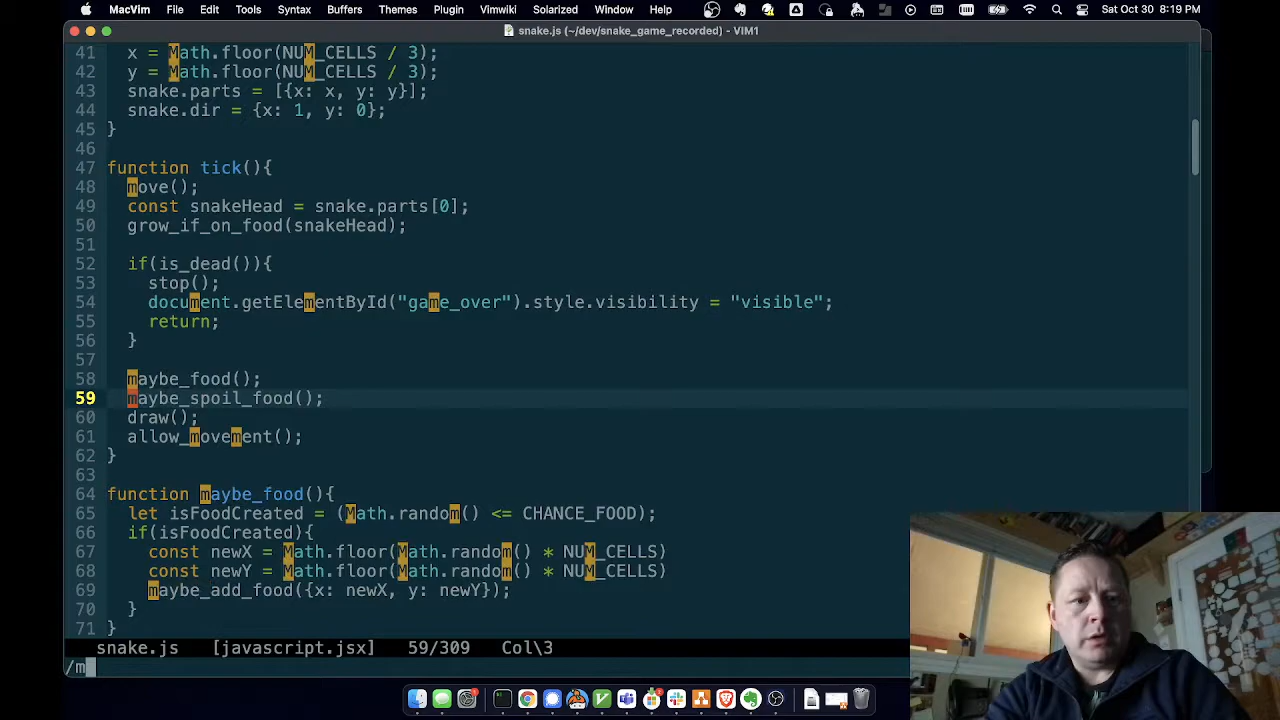 MacVim File Edit Tools Syntax Buffers Themes Plugin Vimwiki Solarized Window Help Sat Oct 30 8:19 PM
snake.js (~/dev/snake_game_recorded) - VIM1
41 x = Math.floor(NUM_CELLS / 3);
42 y = Math.floor(NUM_CELLS / 3);
43 snake.parts = [{x: x, y: y}];
44 snake.dir = {x: 1, y: 0};
45 }
46
47 function tick(){
48 move();
49 const snakeHead = snake.parts[0];
50 grow_if_on_food(snakeHead);
51
52 if(is_dead()){
53 stop();
54 document.getElementById("game_over").style.visibility = "visible";
55 return;
56 }
57
58 maybe_food();
59 maybe_spoil_food();
60 draw();
61 allow_movement();
62 }
63
64 function maybe_food(){
65 let isFoodCreated = (Math.random() <= CHANCE_FOOD);
66 if(isFoodCreated){
67 const newX = Math.floor(Math.random() * NUM_CELLS)
68 const newY = Math.floor(Math.random() * NUM_CELLS)
69 maybe_add_food({x: newX, y: newY});
70 }
71 }
snake.js [javascript.jsx] 59/309 Col\3
/m